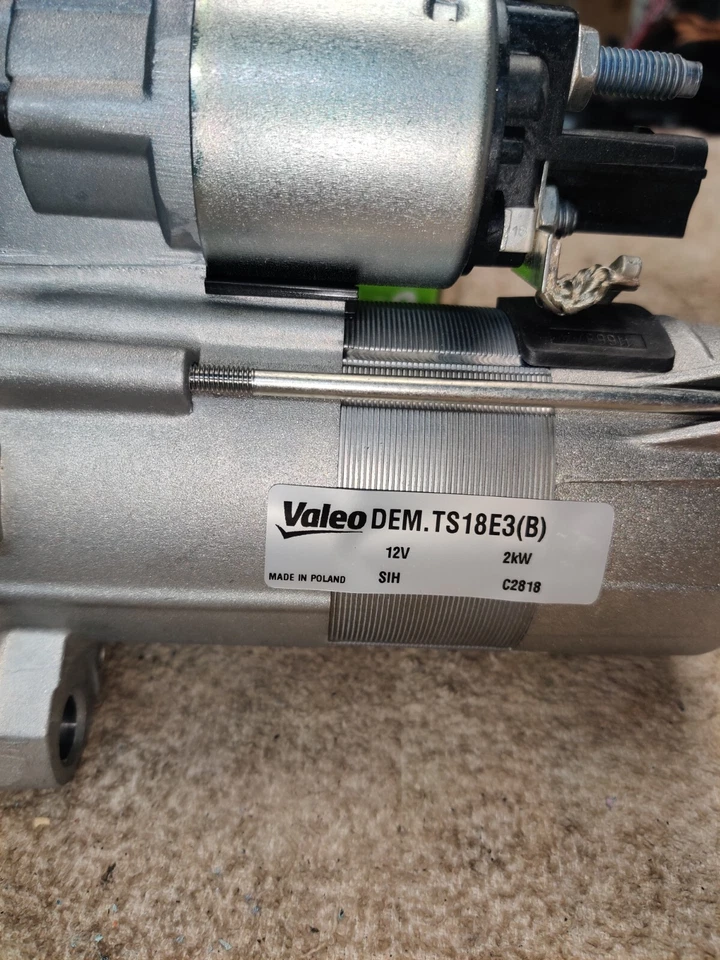 Valeo DEM.TS18E3(B)
12V 2kW
MADE IN POLAND SIH C2818